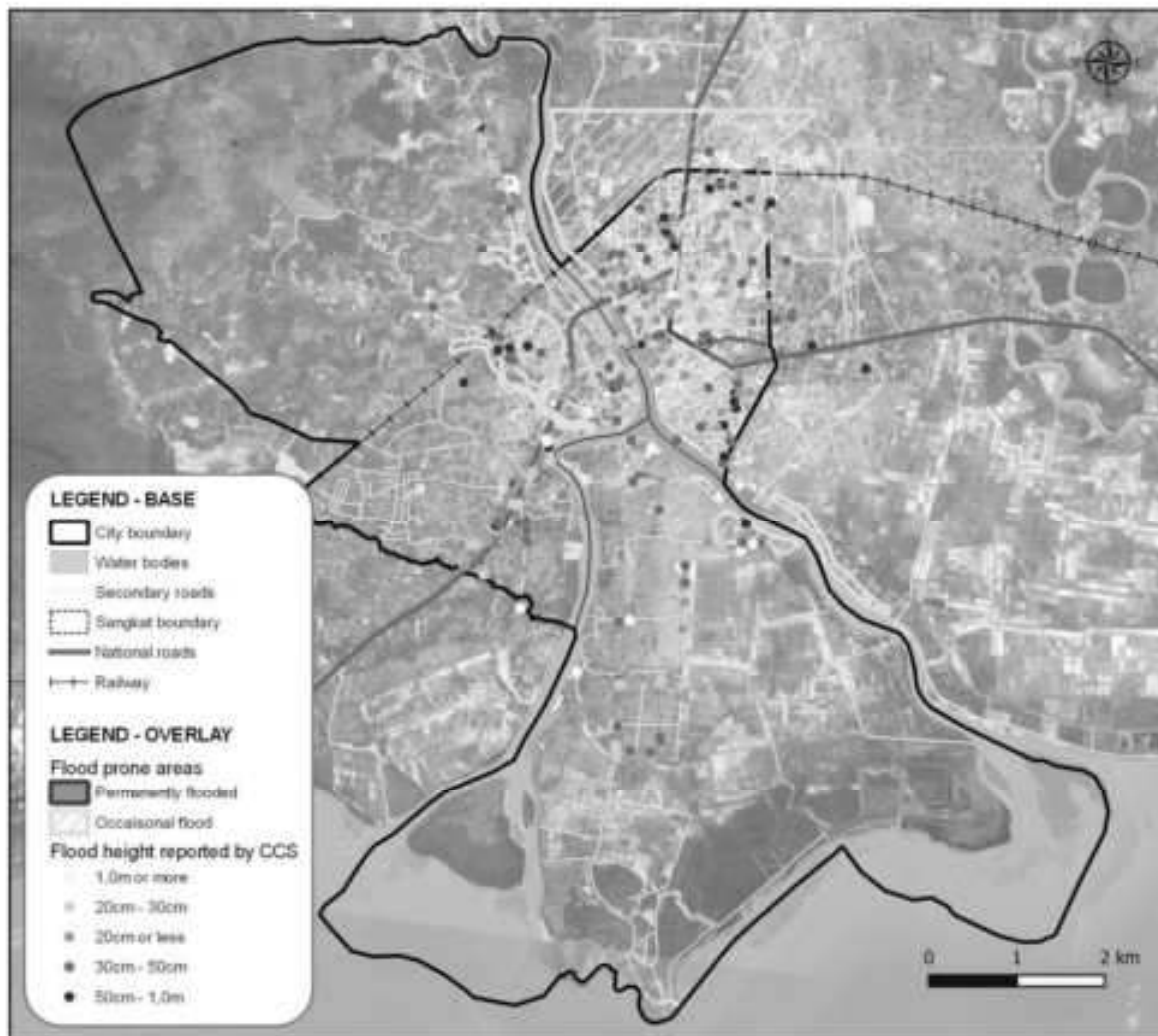 LEGEND - BASE
City boundary
Water bodies
Secondary roads
Sangkat boundary
National roads
Railway
LEGEND - OVERLAY
Flood prone areas
Permanently flooded
Occaisonal flood
Flood height reported by CCS
1,0m or more
20cm - 30cm
20cm or less
30cm - 50cm
50cm - 1,0m
0 1 2 km